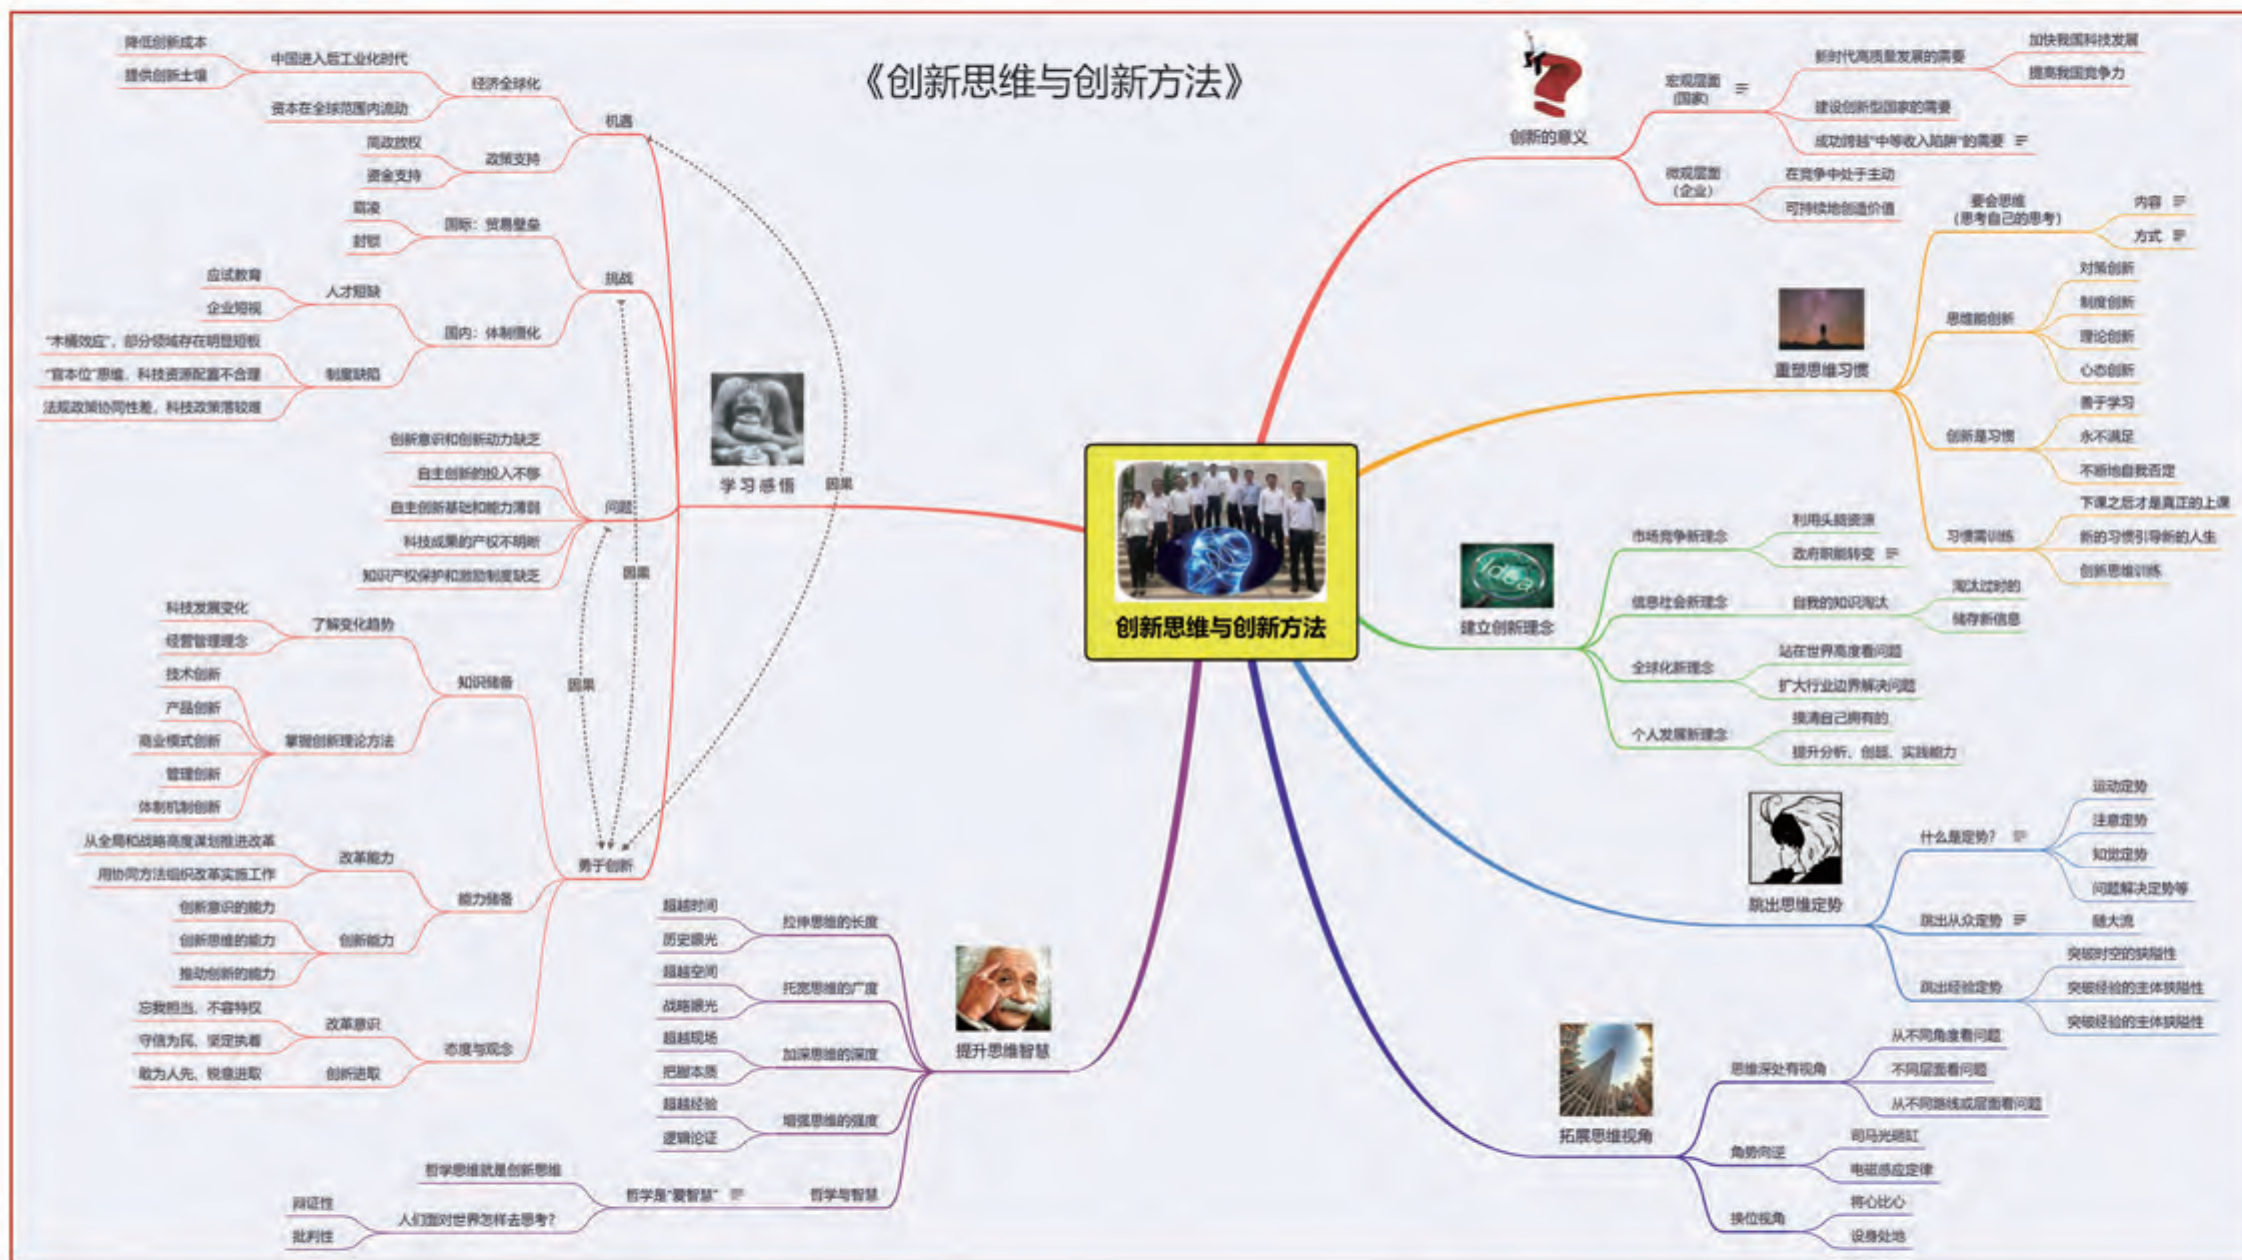 《创新思维与创新方法》
创新思维与创新方法
创新的意义
宏观层面
(国家)
新时代高质量发展的需要
加快我国科技发展
提高我国竞争力
建设创新型国家的需要
成功跨越"中等收入陷阱"的需要
微观层面
(企业)
在竞争中处于主动
可持续地创造价值
重塑思维习惯
要会思维
(思考自己的思考)
内容
方式
思维能创新
对策创新
制度创新
理论创新
心态创新
创新是习惯
善于学习
永不满足
不断地自我否定
习惯需训练
下课之后才是真正的上课
新的习惯引导新的人生
创新思维训练
建立创新理念
市场竞争新理念
利用头脑资源
政府职能转变
信息社会新理念
自我的知识淘汰
淘汰过时的
储存新信息
全球化新理念
站在世界高度看问题
扩大行业边界解决问题
个人发展新理念
摸清自己拥有的
提升分析、创题、实践能力
跳出思维定势
什么是定势?
运动定势
注意定势
知觉定势
问题解决定势等
跳出从众定势
随大流
跳出经验定势
突破时空的狭隘性
突破经验的主体狭隘性
突破经验的主体狭隘性
拓展思维视角
思维深处有视角
从不同角度看问题
不同层面看问题
从不同路线或层面看问题
角势向逆
司马光砸缸
电磁感应定律
换位视角
将心比心
设身处地
提升思维智慧
拉伸思维的长度
超越时间
历史眼光
托宽思维的广度
超越空间
战略眼光
加深思维的深度
超越现场
把握本质
增强思维的强度
超越经验
逻辑论证
哲学与智慧
哲学是"爱智慧"
哲学思维就是创新思维
人们面对世界怎样去思考?
辩证性
批判性
学习感悟
机遇
经济全球化
中国进入后工业化时代
降低创新成本
提供创新土壤
资本在全球范围内流动
政策支持
简政放权
资金支持
挑战
国际：贸易壁垒
霸凌
封锁
国内：体制僵化
人才短缺
应试教育
企业短视
制度缺陷
"木桶效应"，部分领域存在明显短板
"官本位"思维，科技资源配置不合理
法规政策协同性差，科技政策落较难
问题
创新意识和创新动力缺乏
自主创新的投入不够
自主创新基础和能力薄弱
科技成果的产权不明晰
知识产权保护和激励制度缺乏
勇于创新
知识储备
了解变化趋势
科技发展变化
经营管理理念
掌握创新理论方法
技术创新
产品创新
商业模式创新
管理创新
体制机制创新
能力储备
改革能力
从全局和战略高度谋划推进改革
用协同方法组织改革实施工作
创新能力
创新意识的能力
创新思维的能力
推动创新的能力
态度与观念
改革意识
忘我担当、不容特权
守信为民、坚定执着
创新进取
敢为人先、锐意进取
因果
因果
因果